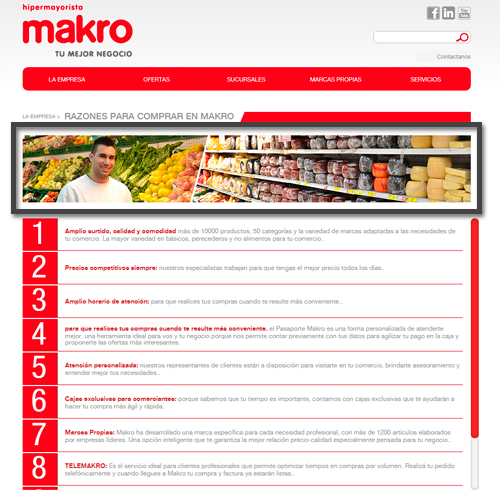 hipermayorista
makro
TU MEJOR NEGOCIO
Contactanos
LA EMPRESA OFERTAS SUCURSALES MARCAS PROPIAS SERVICIOS
LA EMPRESA > RAZONES PARA COMPRAR EN MAKRO
1 Amplio surtido, calidad y comodidad más de 10000 productos, 50 categorías y la variedad de marcas adaptadas a las necesidades de
tu comercio. La mayor variedad en básicos, perecederos y no alimentos para tu comercio..
2 Precios competitivos siempre: nuestros especialistas trabajan para que tengas el mejor precio todos los días..
3 Amplio horario de atención: para que realices tus compras cuando te resulte más conveniente..
4 para que realices tus compras cuando te resulte más conveniente, el Pasaporte Makro es una forma personalizada de atenderte
mejor, una herramienta ideal para vos y tu negocio porque nos permite contar previamente con tus datos para agilizar tu pago en la caja y
proponerte las ofertas más interesantes.
5 Atención personalizada: nuestros representantes de clientes están a disposición para visitarte en tu comercio, brindarte asesoramiento y
entender mejor tus necesidades..
6 Cajas exclusivas para comerciantes: porque sabemos que tu tiempo es importante, contamos con cajas exclusivas que te ayudarán a
hacer tu compra más ágil y rápida.
7 Marcas Propias: Makro ha desarrollado una marca específica para cada necesidad profesional, con más de 1200 artículos elaborados
por empresas líderes. Una opción inteligente que te garantiza la mejor relación precio-calidad especialmente pensada para tu negocio..
8 TELEMAKRO: Es el servicio ideal para clientes profesionales que permite optimizar tiempos en compras por volumen. Realizá tu pedido
telefónicamente y cuando llegues a Makro tu compra y factura ya estarán listas..